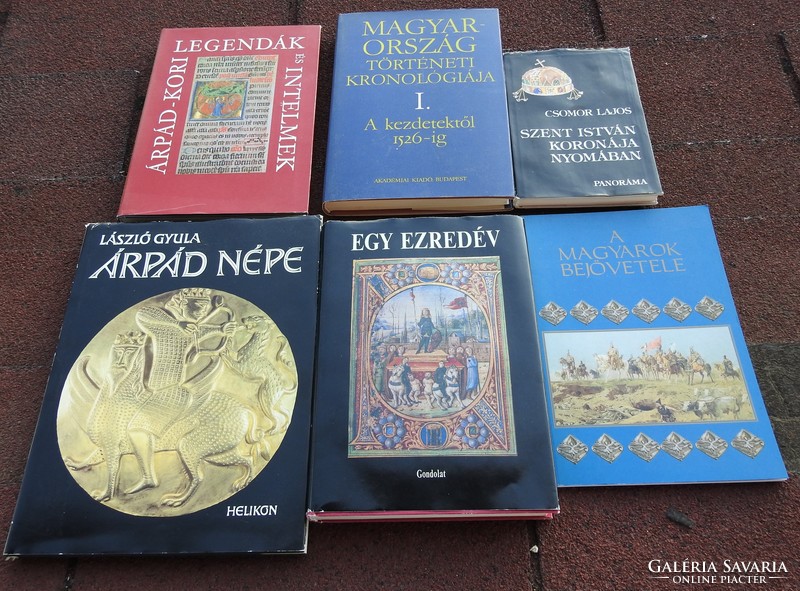 ÁRPÁD-KORI
LEGENDÁK
ÉS INTELMEK
MAGYAR-
ORSZÁG
TÖRTÉNETI
KRONOLÓGIÁJA
I.
A kezdetektől
1526-ig
AKADÉMIAI KIADÓ, BUDAPEST
CSOMOR LAJOS
SZENT ISTVÁN
KORONÁJA
NYOMÁBAN
PANORÁMA
LÁSZLÓ GYULA
ÁRPÁD NÉPE
HELIKON
EGY EZREDÉV
Gondolat
A
MAGYAROK
BEJÖVETELE
GALÉRIA SAVARIA
ONLINE PIACTÉR